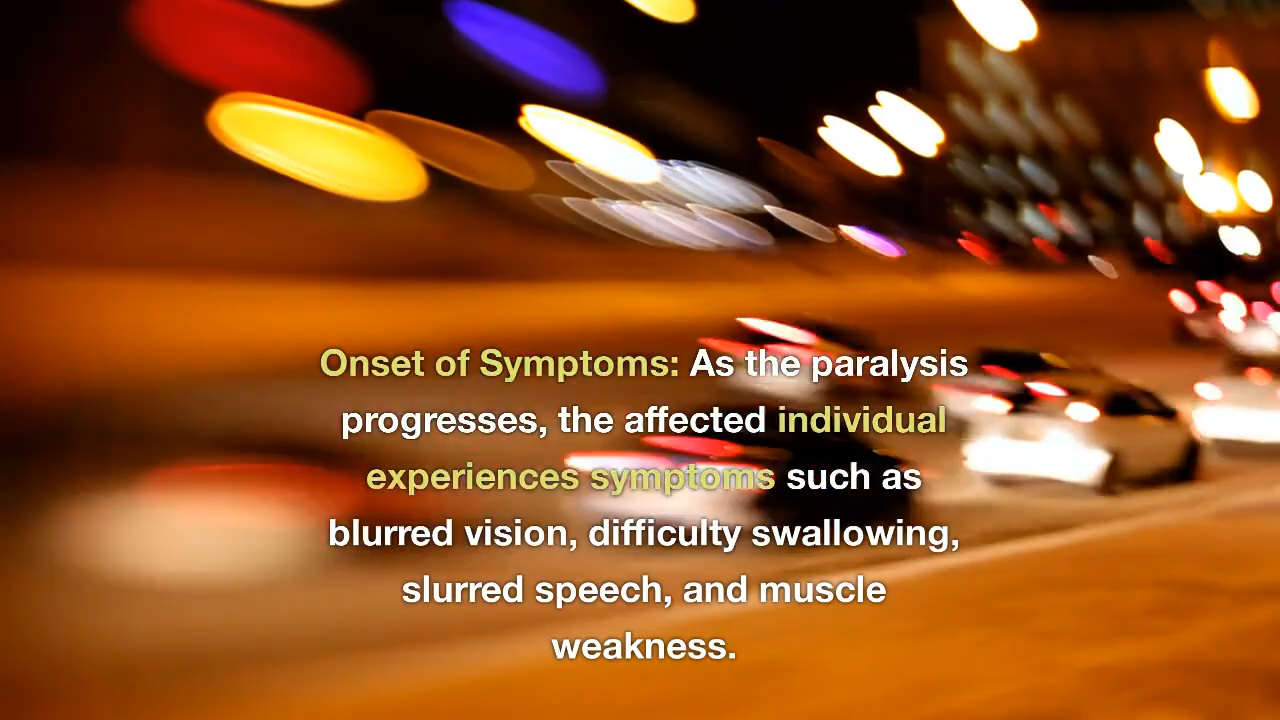 Onset of Symptoms: As the paralysis
progresses, the affected individual
experiences symptoms such as
blurred vision, difficulty swallowing,
slurred speech, and muscle
weakness.